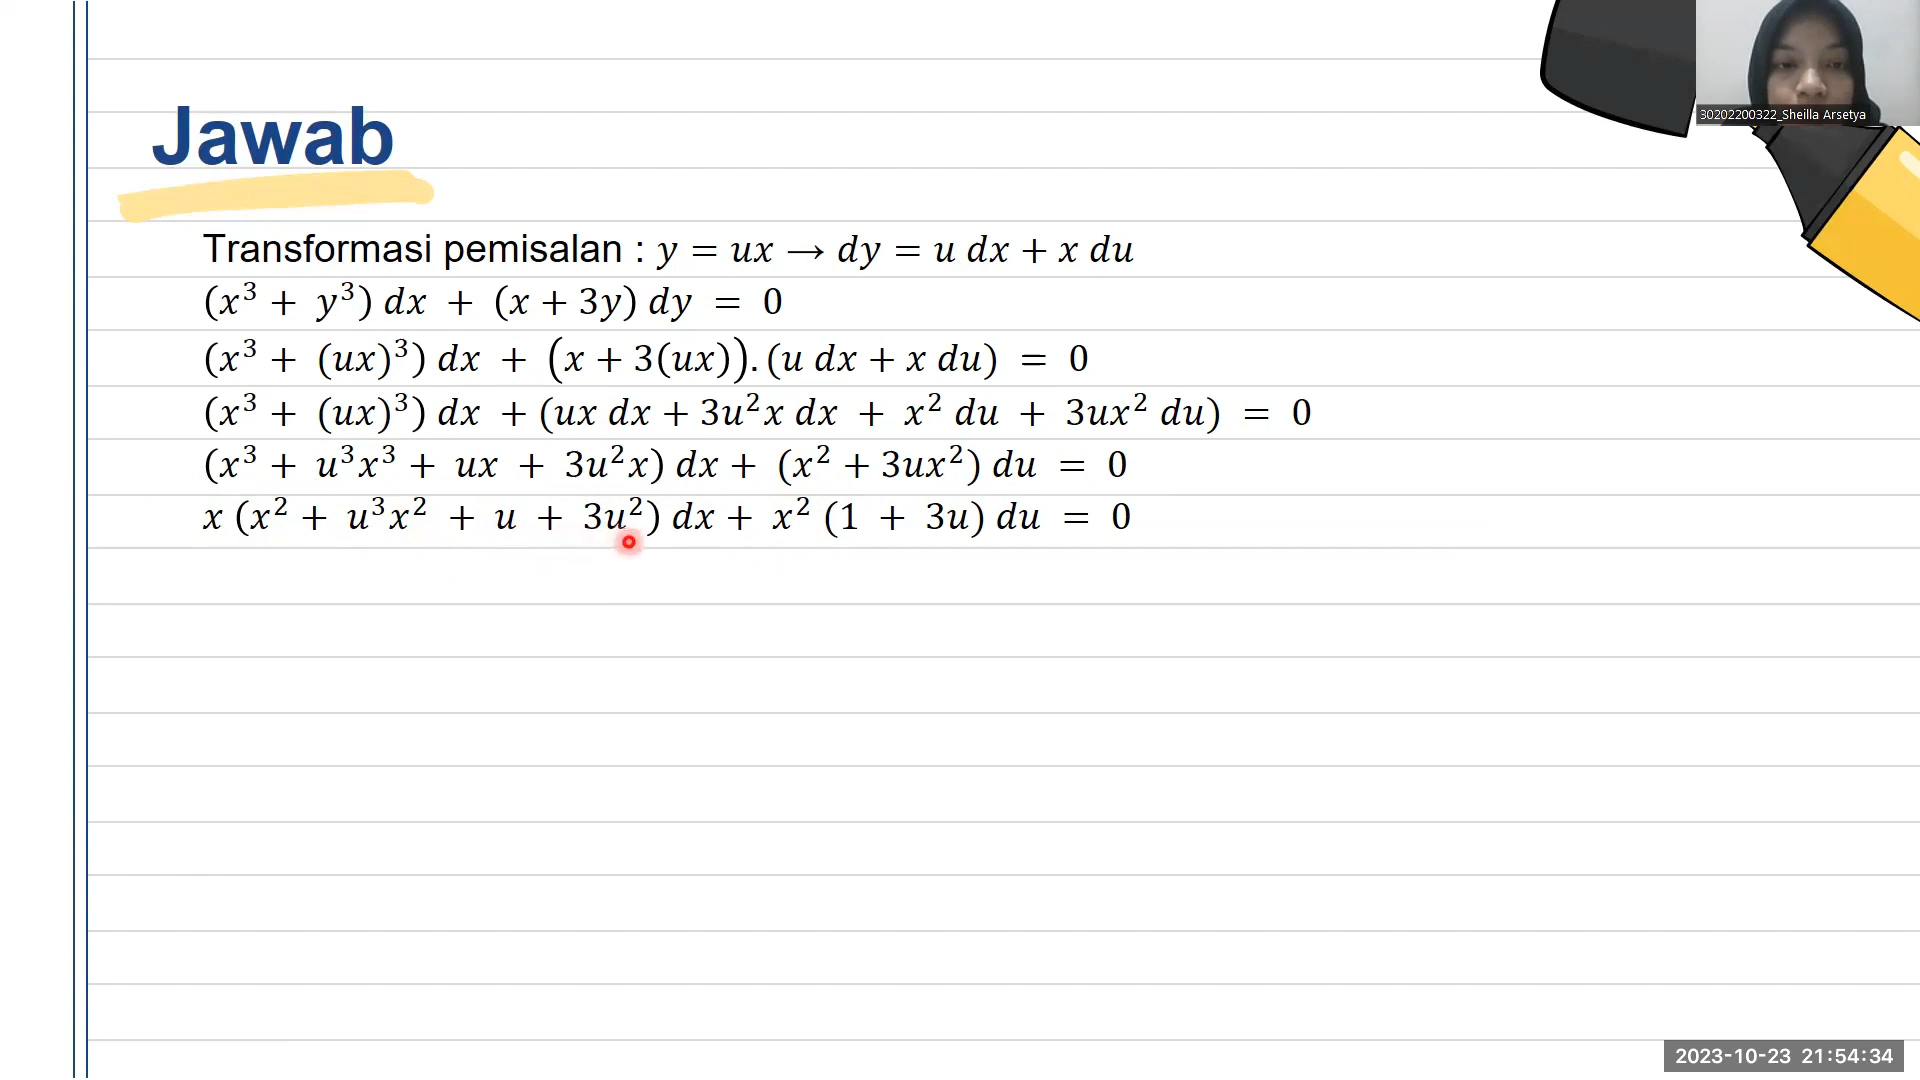 30202200322_Sheilla Arsetya
Jawab
Transformasi pemisalan : y = ux → dy = u dx + x du
(x³ + y³) dx + (x + 3y) dy = 0
(x³ + (ux)³) dx + (x + 3(ux)).(u dx + x du) = 0
(x³ + (ux)³) dx + (ux dx + 3u²x dx + x² du + 3ux² du) = 0
(x³ + u³x³ + ux + 3u²x) dx + (x² + 3ux²) du = 0
x (x² + u³x² + u + 3u²) dx + x² (1 + 3u) du = 0
2023-10-23 21:54:34